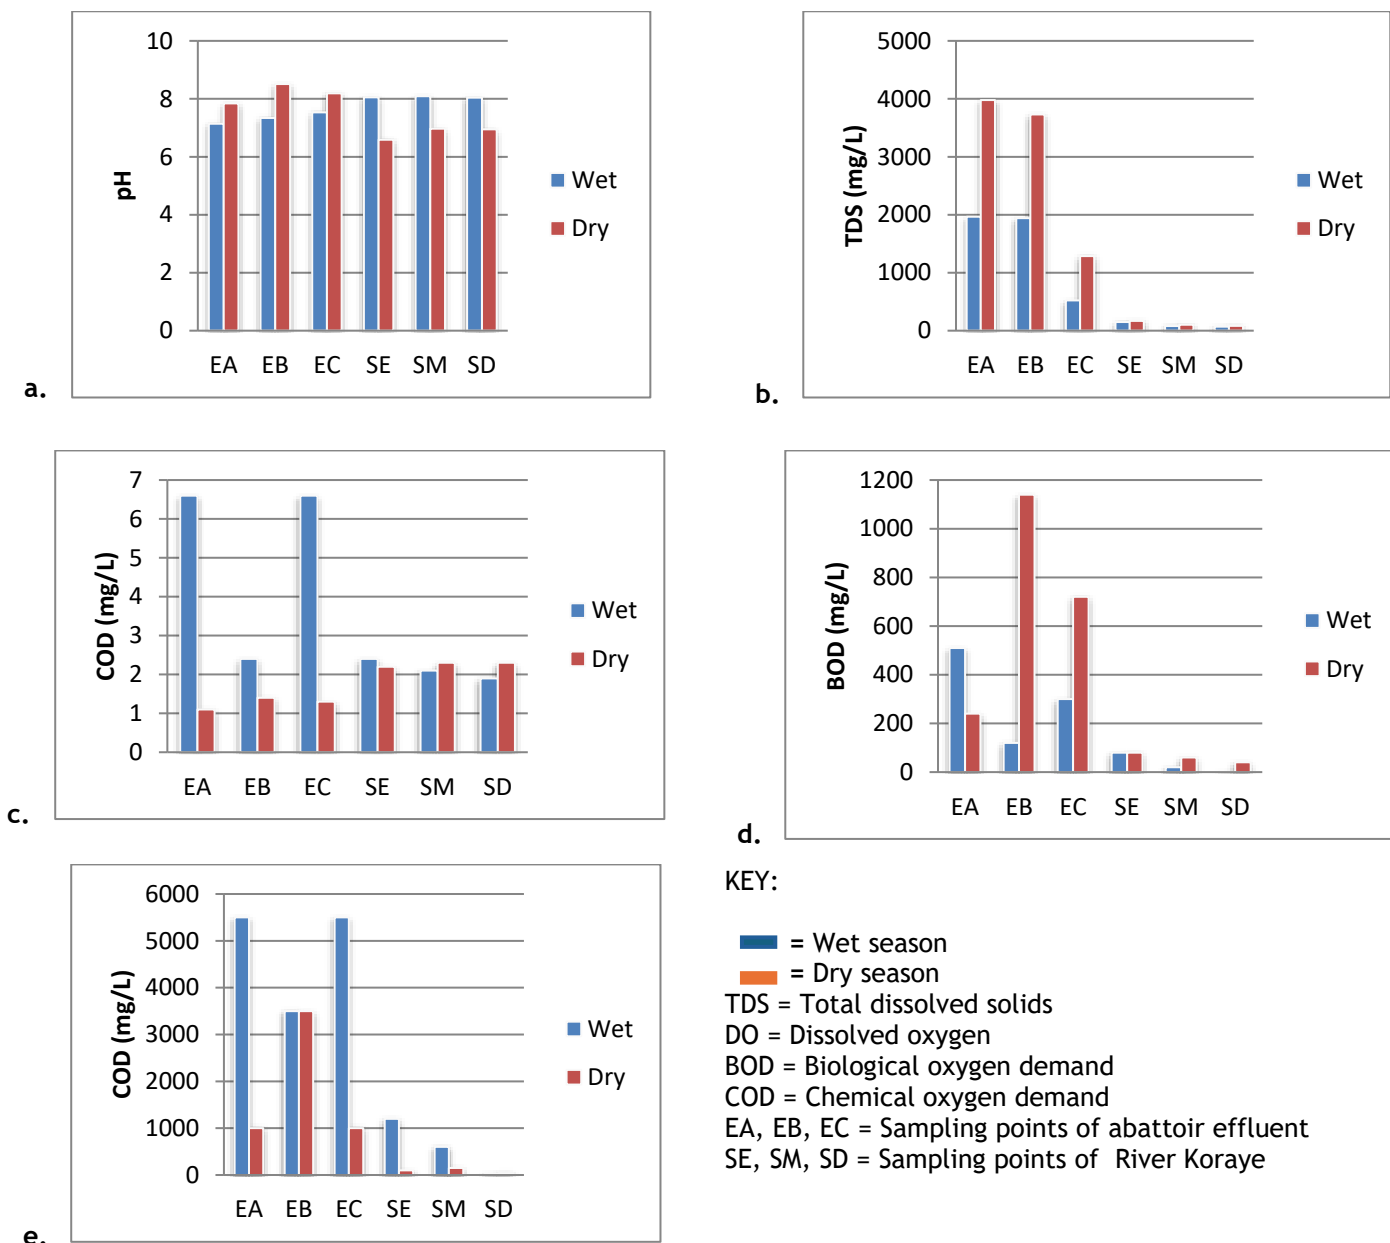 10
8
6
4
2
0
pH
EA EB EC SE SM SD
Wet
Dry
a.
5000
4000
3000
2000
1000
0
TDS (mg/L)
EA EB EC SE SM SD
Wet
Dry
b.
7
6
5
4
3
2
1
0
COD (mg/L)
EA EB EC SE SM SD
Wet
Dry
c.
1200
1000
800
600
400
200
0
BOD (mg/L)
EA EB EC SE SM SD
Wet
Dry
d.
6000
5000
4000
3000
2000
1000
0
COD (mg/L)
EA EB EC SE SM SD
Wet
Dry
e.
KEY:
= Wet season
= Dry season
TDS = Total dissolved solids
DO = Dissolved oxygen
BOD = Biological oxygen demand
COD = Chemical oxygen demand
EA, EB, EC = Sampling points of abattoir effluent
SE, SM, SD = Sampling points of River Koraye